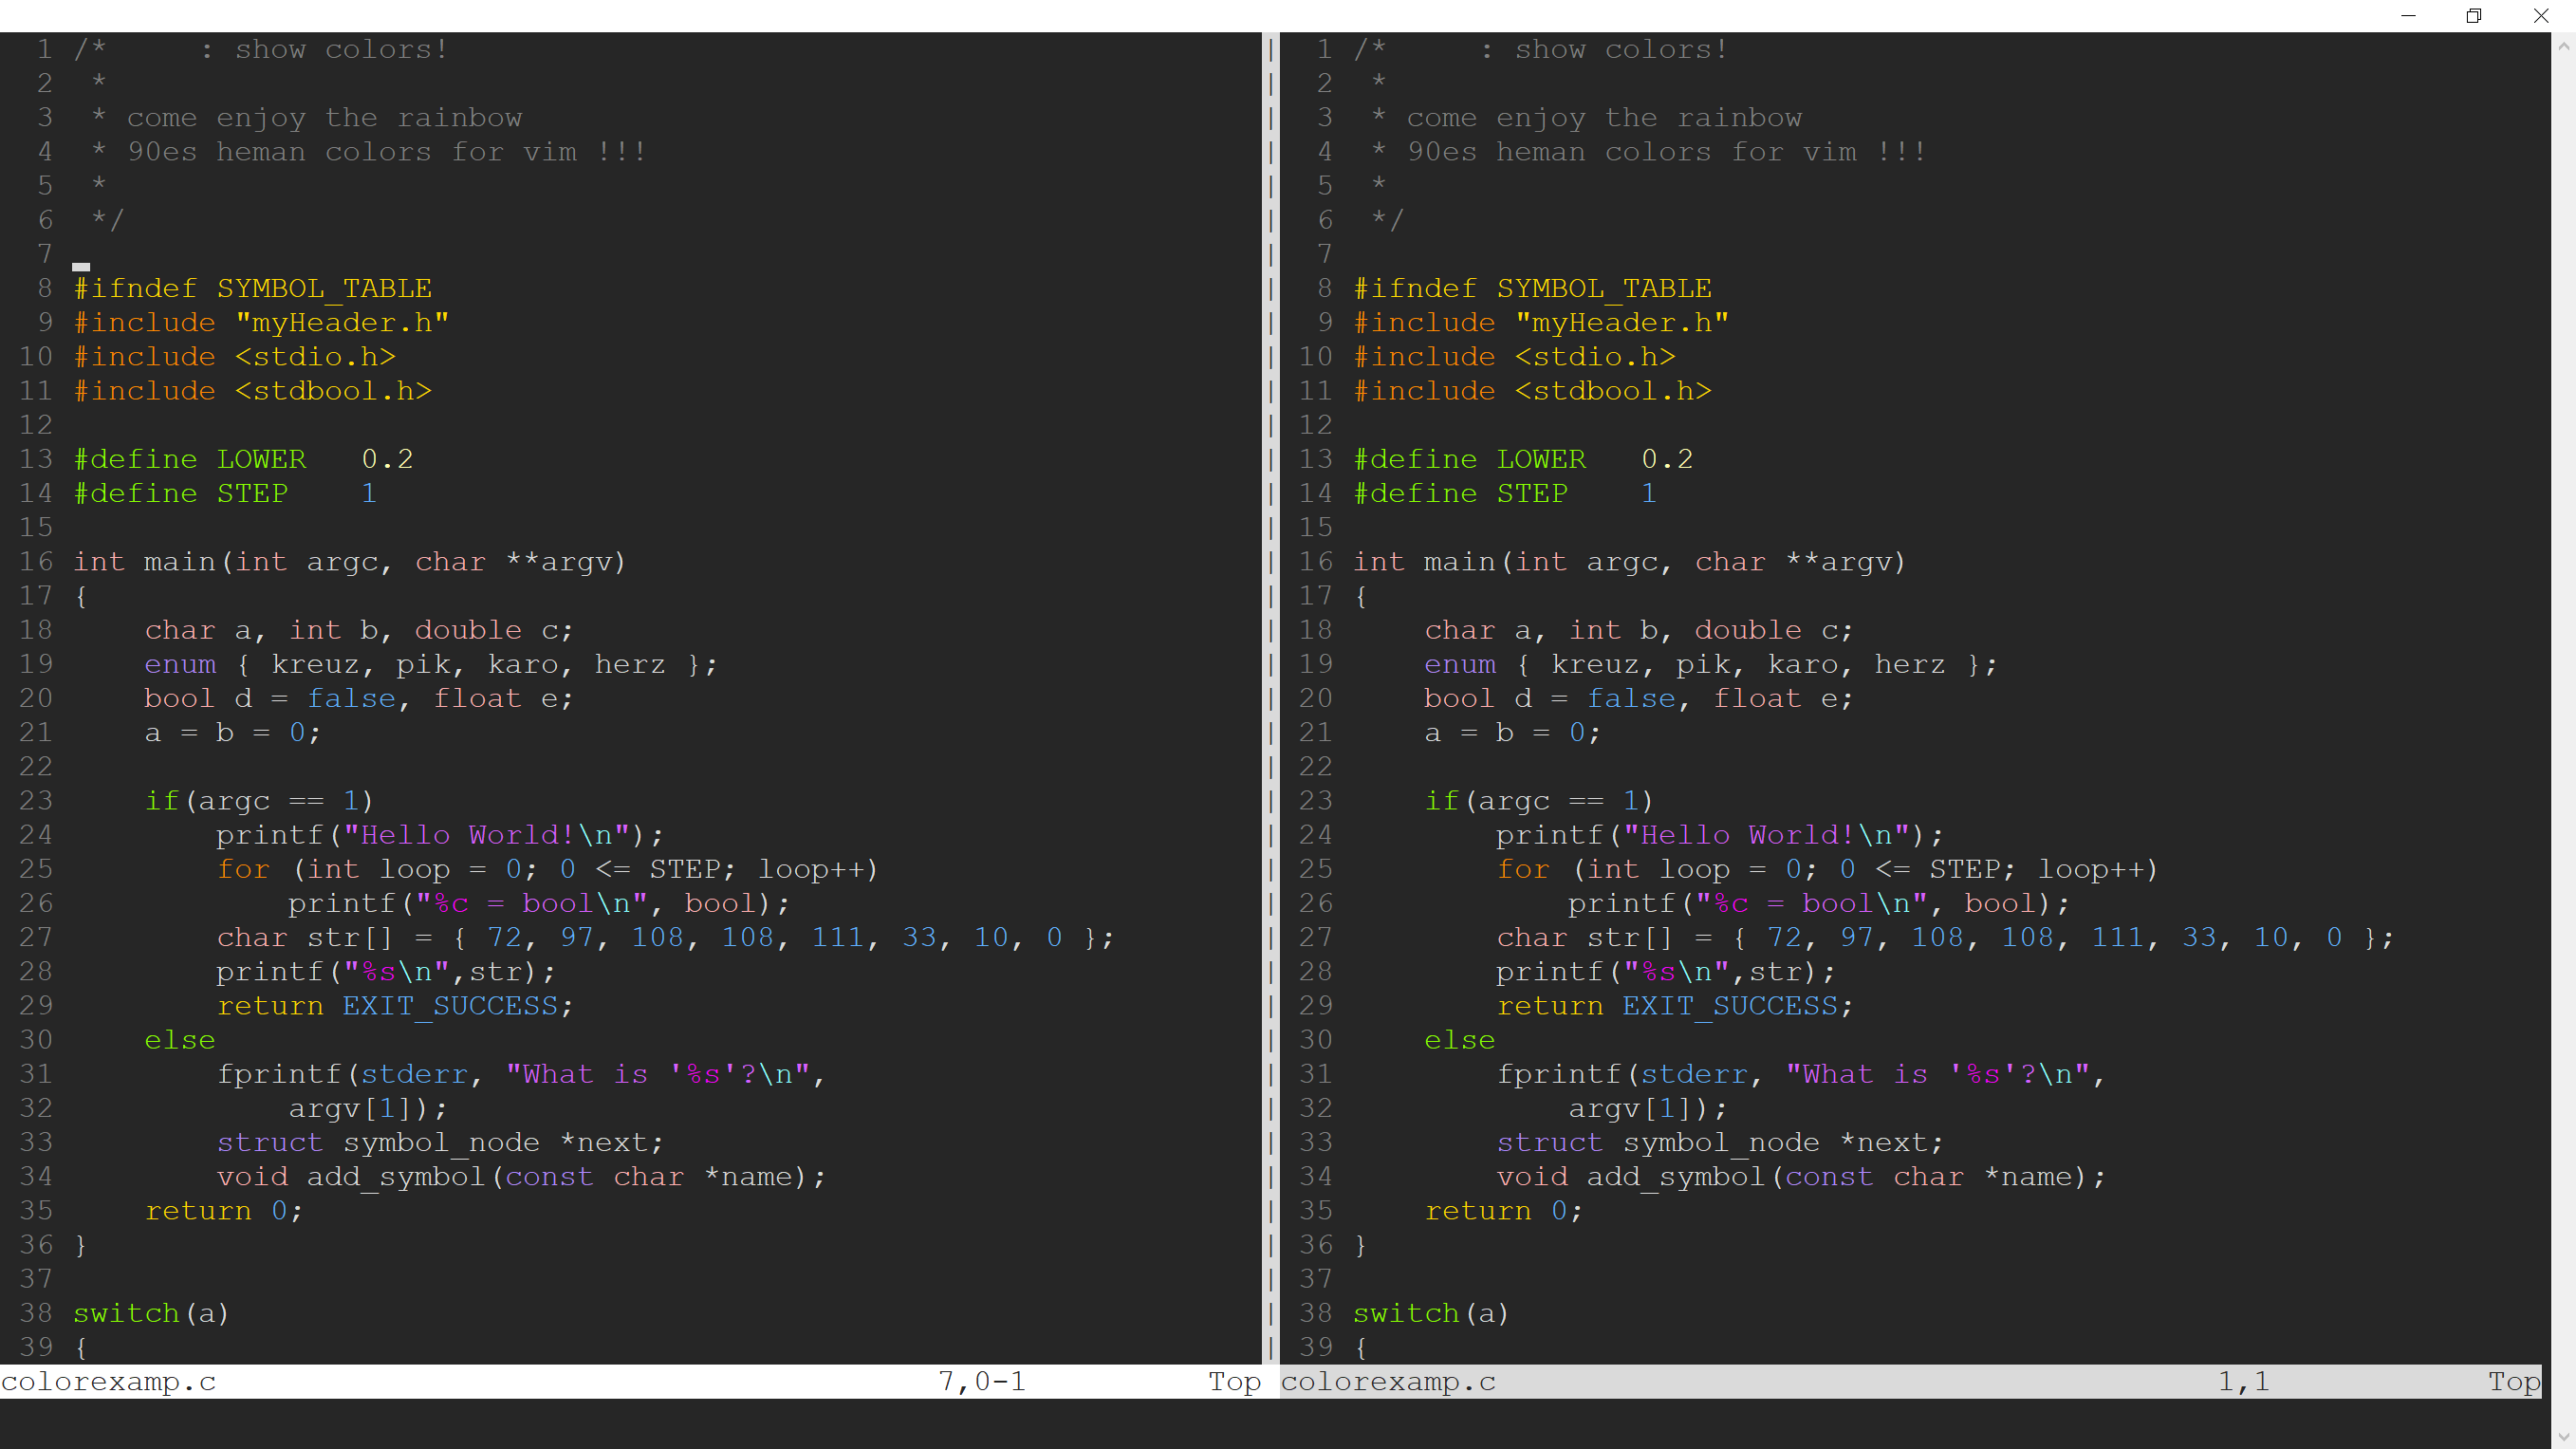 1 /*     : show colors!
2  *
3  * come enjoy the rainbow
4  * 90es heman colors for vim !!!
5  *
6  */
7
8 #ifndef SYMBOL_TABLE
9 #include "myHeader.h"
10 #include <stdio.h>
11 #include <stdbool.h>
12
13 #define LOWER   0.2
14 #define STEP    1
15
16 int main(int argc, char **argv)
17 {
18     char a, int b, double c;
19     enum { kreuz, pik, karo, herz };
20     bool d = false, float e;
21     a = b = 0;
22
23     if(argc == 1)
24         printf("Hello World!\n");
25         for (int loop = 0; 0 <= STEP; loop++)
26             printf("%c = bool\n", bool);
27         char str[] = { 72, 97, 108, 108, 111, 33, 10, 0 };
28         printf("%s\n",str);
29         return EXIT_SUCCESS;
30     else
31         fprintf(stderr, "What is '%s'?\n",
32             argv[1]);
33         struct symbol_node *next;
34         void add_symbol(const char *name);
35     return 0;
36 }
37
38 switch(a)
39 {
colorexamp.c 7,0-1 Top
1 /*     : show colors!
2  *
3  * come enjoy the rainbow
4  * 90es heman colors for vim !!!
5  *
6  */
7
8 #ifndef SYMBOL_TABLE
9 #include "myHeader.h"
10 #include <stdio.h>
11 #include <stdbool.h>
12
13 #define LOWER   0.2
14 #define STEP    1
15
16 int main(int argc, char **argv)
17 {
18     char a, int b, double c;
19     enum { kreuz, pik, karo, herz };
20     bool d = false, float e;
21     a = b = 0;
22
23     if(argc == 1)
24         printf("Hello World!\n");
25         for (int loop = 0; 0 <= STEP; loop++)
26             printf("%c = bool\n", bool);
27         char str[] = { 72, 97, 108, 108, 111, 33, 10, 0 };
28         printf("%s\n",str);
29         return EXIT_SUCCESS;
30     else
31         fprintf(stderr, "What is '%s'?\n",
32             argv[1]);
33         struct symbol_node *next;
34         void add_symbol(const char *name);
35     return 0;
36 }
37
38 switch(a)
39 {
colorexamp.c 1,1 Top